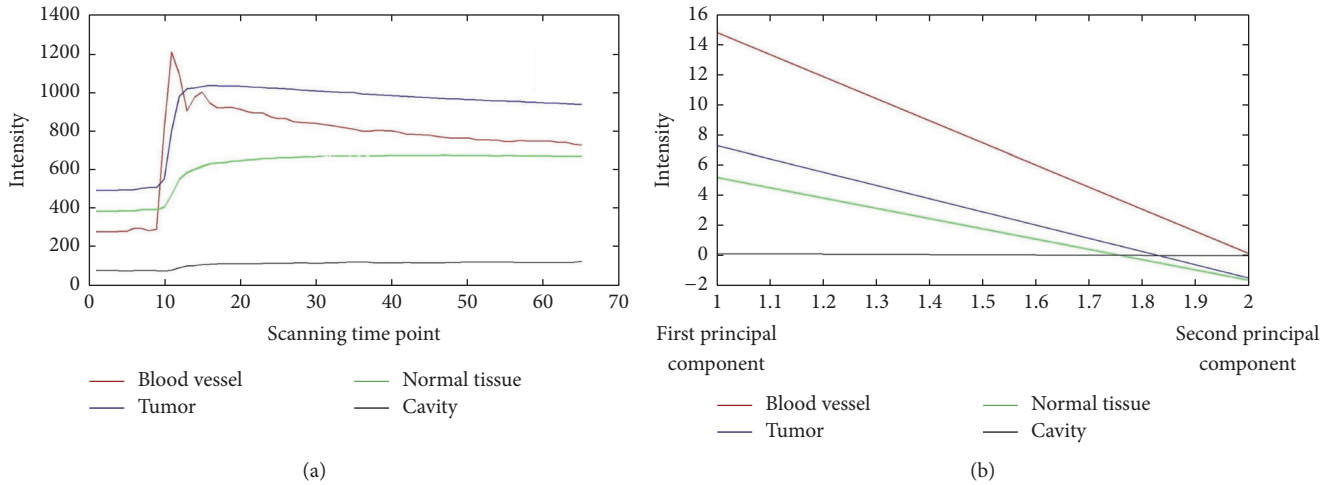 1400
1200
1000
800
600
400
200
0
Intensity
0 10 20 30 40 50 60 70
Scanning time point
Blood vessel
Tumor
Normal tissue
Cavity
(a)
16
14
12
10
8
6
4
2
0
−2
Intensity
1 1.1 1.2 1.3 1.4 1.5 1.6 1.7 1.8 1.9 2
First principal
component
Second principal
component
Blood vessel
Tumor
Normal tissue
Cavity
(b)